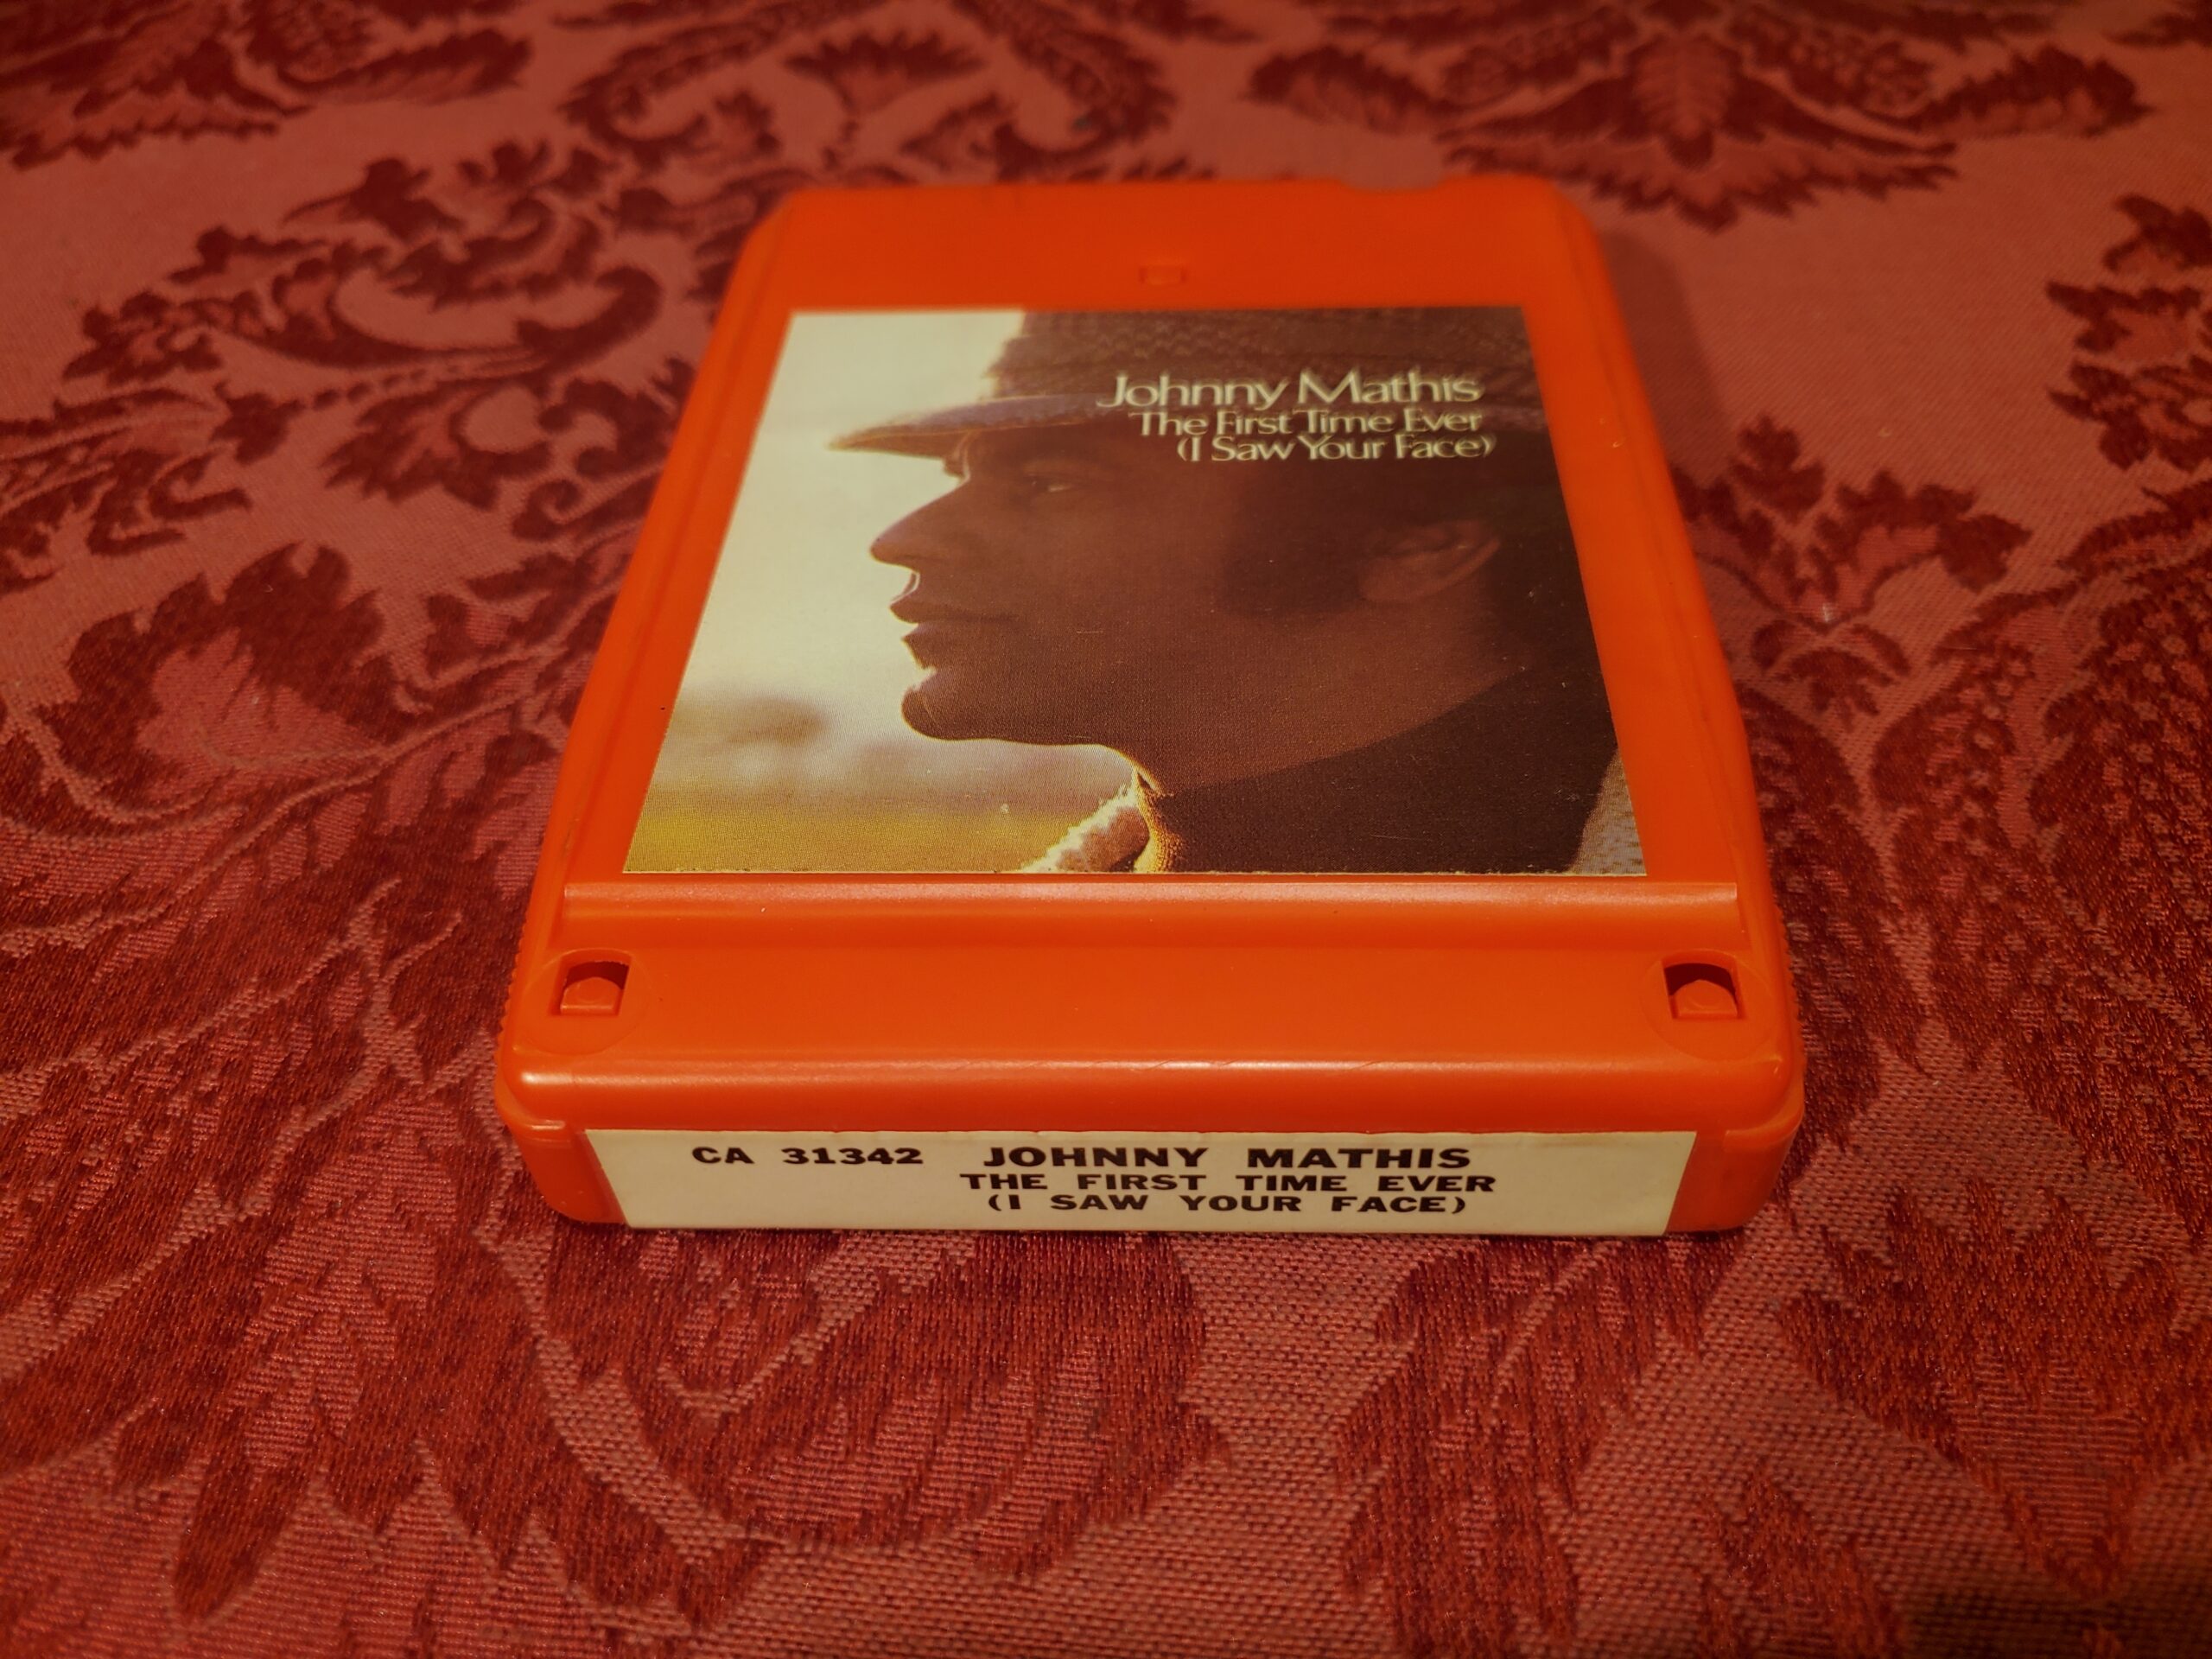 Johnny Mathis
The First Time Ever
(I Saw Your Face)
CA 31342 JOHNNY MATHIS
THE FIRST TIME EVER
(I SAW YOUR FACE)